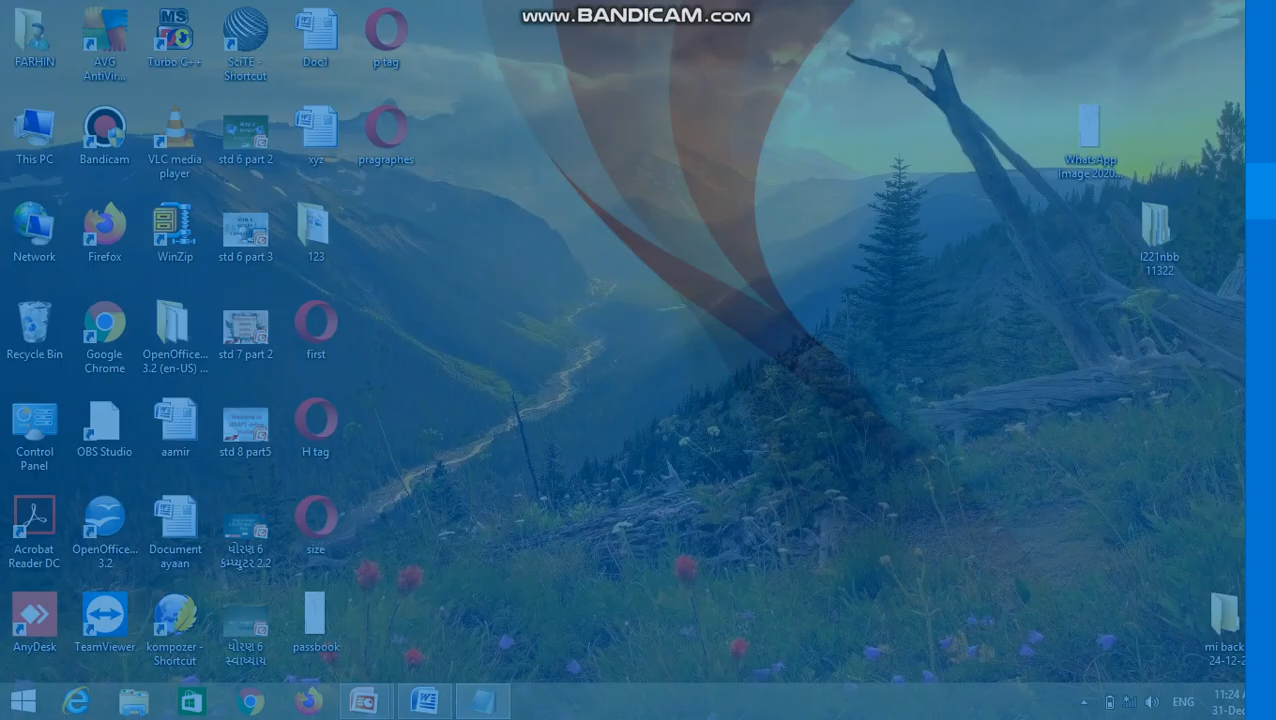 www.BANDICAM.com
FARHIN
AVG
AntiVir...
MS
Turbo C++
SciTE -
Shortcut
Doc1
p tag
This PC
Bandicam
VLC media
player
std 6 part 2
xyz
pragraphes
WhatsApp
Image 2020...
Network
Firefox
WinZip
std 6 part 3
123
l221nbb
11322
Recycle Bin
Google
Chrome
OpenOffice...
3.2 (en-US) ...
std 7 part 2
first
Control
Panel
OBS Studio
aamir
std 8 part5
H tag
Acrobat
Reader DC
OpenOffice...
3.2
Document
ayaan
ધોરણ 6
કમ્પ્યુટર 2.2
size
AnyDesk
TeamViewer
kompozer -
Shortcut
ધોરણ 6
સ્વાધ્યાય
passbook
mi back
24-12-2
ENG
11:24
31-Dec